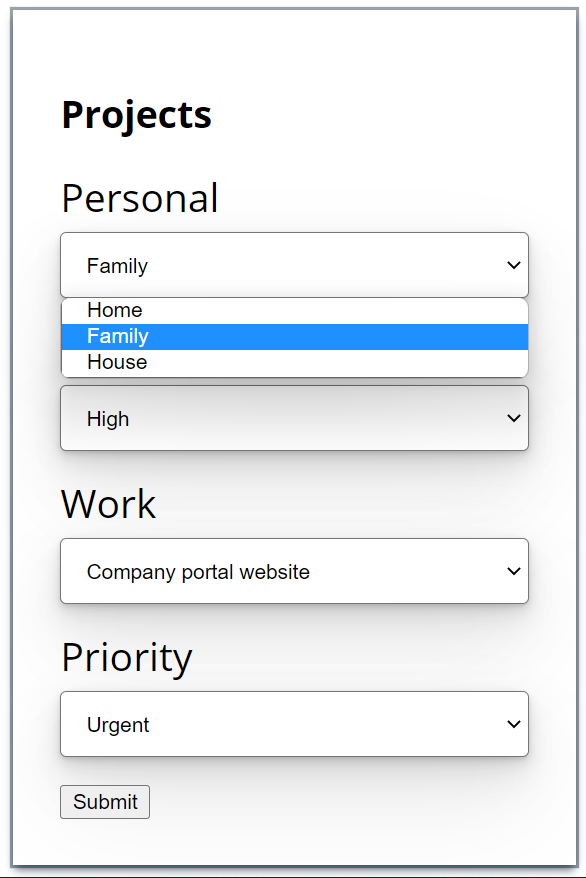 Projects
Personal
Family
Home
Family
House
High
Work
Company portal website
Priority
Urgent
Submit